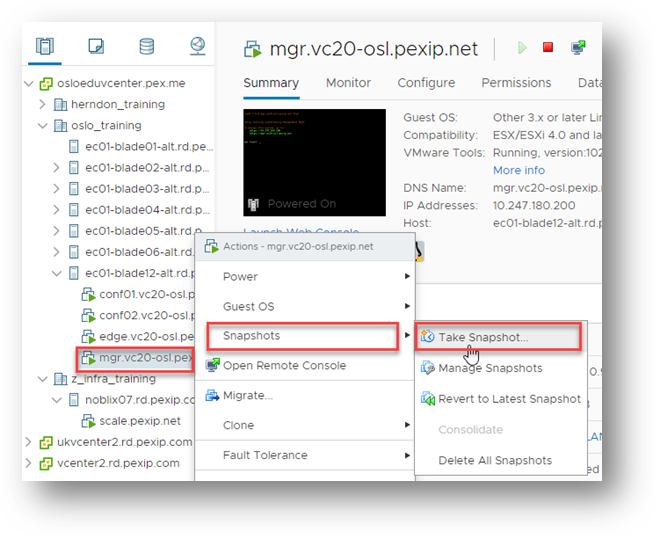 osloeduvcenter.pex.me
herndon_training
oslo_training
ec01-blade01-alt.rd.pe...
ec01-blade02-alt.rd.p...
ec01-blade03-alt.rd.p...
ec01-blade04-alt.rd.p...
ec01-blade05-alt.rd.p...
ec01-blade06-alt.rd.p
ec01-blade12-alt.rd.p
conf01.vc20-osl.p
conf02.vc20-osl.p
edge.vc20-osl.pe
mgr.vc20-osl.pex
z_infra_training
noblix07.rd.pexip.com
scale.pexip.net
ukvcenter2.rd.pexip.com
vcenter2.rd.pexip.com
mgr.vc20-osl.pexip.net
Summary
Monitor
Configure
Permissions
Data
Powered On
Launch Web Console
Guest OS:
Other 3.x or later Lin
Compatibility:
ESX/ESXi 4.0 and la
VMware Tools:
Running, version:102
More info
DNS Name:
mgr.vc20-osl.pexip.
IP Addresses:
10.247.180.200
Host:
ec01-blade12-alt.rd.p
Actions - mgr.vc20-osl.pexip.net
Power
Guest OS
Snapshots
Open Remote Console
Migrate...
Clone
Fault Tolerance
Take Snapshot...
Manage Snapshots
Revert to Latest Snapshot
Consolidate
Delete All Snapshots